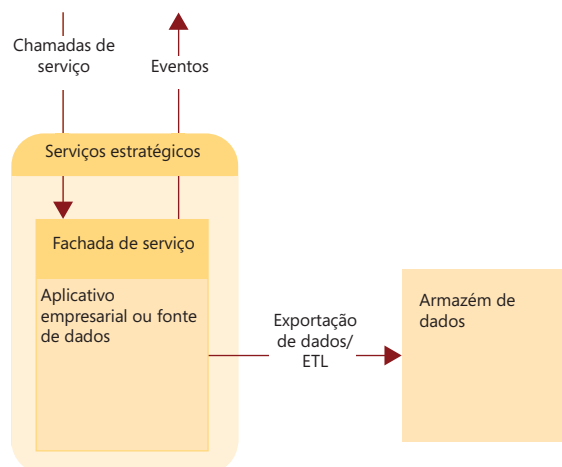 Chamadas de
serviço
Eventos
Serviços estratégicos
Fachada de serviço
Aplicativo
empresarial ou fonte
de dados
Exportação
de dados/
ETL
Armazém de
dados